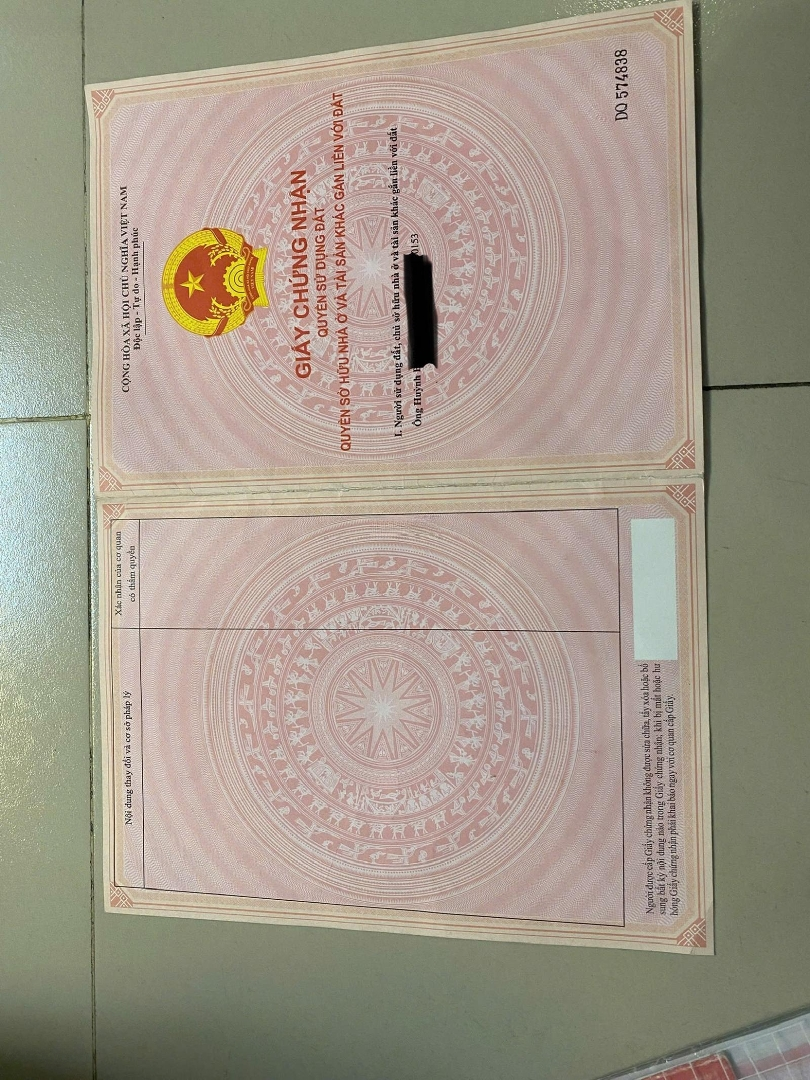 CỘNG HÒA XÃ HỘI CHỦ NGHĨA VIỆT NAM
Độc lập - Tự do - Hạnh phúc
GIẤY CHỨNG NHẬN
QUYỀN SỬ DỤNG ĐẤT
QUYỀN SỞ HỮU NHÀ Ở VÀ TÀI SẢN KHÁC GẮN LIỀN VỚI ĐẤT
I. Người sử dụng đất, chủ sở hữu nhà ở và tài sản khác gắn liền với đất
Ông Huỳnh 0153
DQ 574838
Nội dung thay đổi và cơ sở pháp lý
Xác nhận của cơ quan
có thẩm quyền
Người được cấp Giấy chứng nhận không được sửa chữa, tẩy xóa hoặc bổ
sung bất kỳ nội dung nào trong Giấy chứng nhận, khi bị mất hoặc hư
hỏng Giấy chứng nhận phải khai báo ngay với cơ quan cấp Giấy.